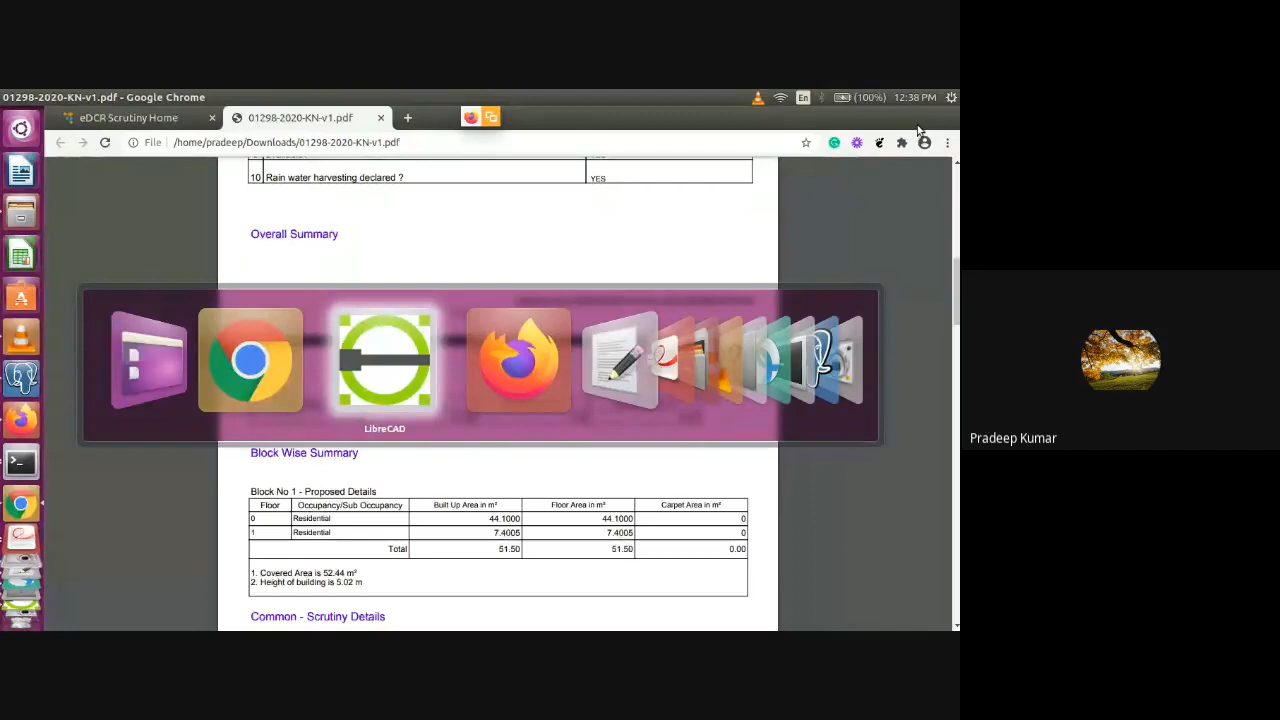 01298-2020-KN-v1.pdf - Google Chrome
En
(100%)
12:38 PM
eDCR Scrutiny Home
01298-2020-KN-v1.pdf
File
/home/pradeep/Downloads/01298-2020-KN-v1.pdf
10 Rain water harvesting declared ? YES
Overall Summary
LibreCAD
Block Wise Summary
Block No 1 - Proposed Details
Floor Occupancy/Sub Occupancy Built Up Area in m² Floor Area in m² Carpet Area in m²
0 Residential 44.1000 44.1000 0
1 Residential 7.4005 7.4005 0
Total 51.50 51.50 0.00
1. Covered Area is 52.44 m²
2. Height of building is 5.02 m
Common - Scrutiny Details
Pradeep Kumar